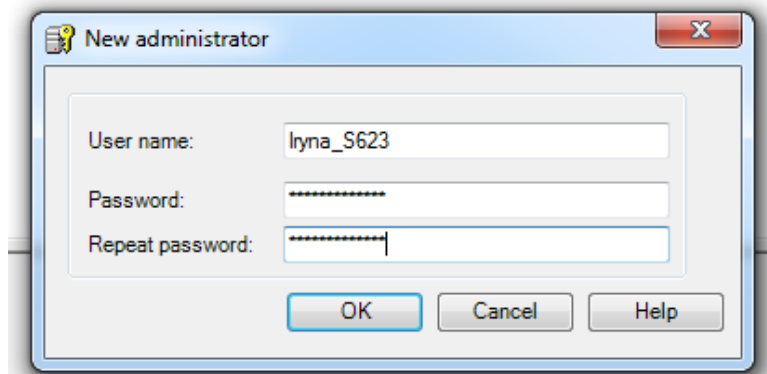 New administrator
User name: Iryna_S623
Password: *************
Repeat password: *************
OK Cancel Help